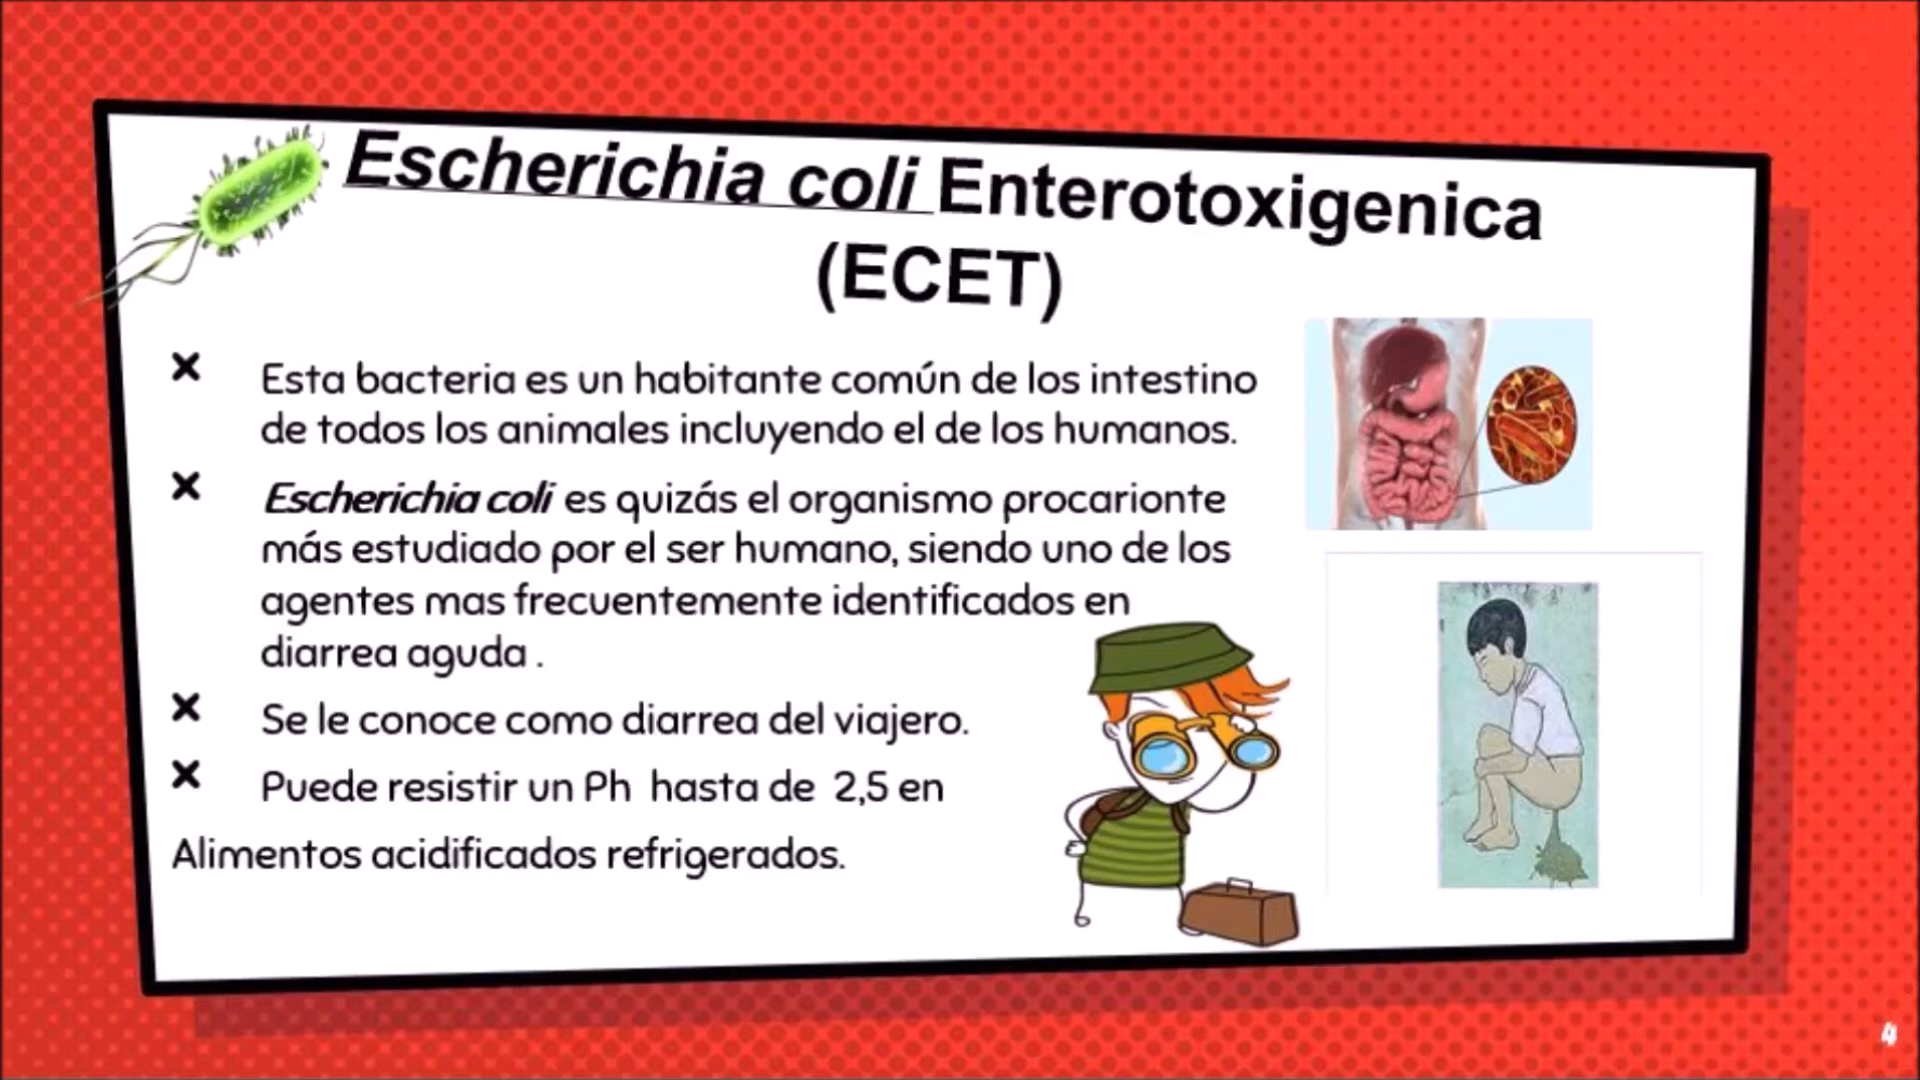 Escherichia coli Enterotoxigenica
(ECET)
× Esta bacteria es un habitante común de los intestino
de todos los animales incluyendo el de los humanos.
× Escherichia coli es quizás el organismo procarionte
más estudiado por el ser humano, siendo uno de los
agentes mas frecuentemente identificados en
diarrea aguda .
× Se le conoce como diarrea del viajero.
× Puede resistir un Ph hasta de 2,5 en
Alimentos acidificados refrigerados.
4